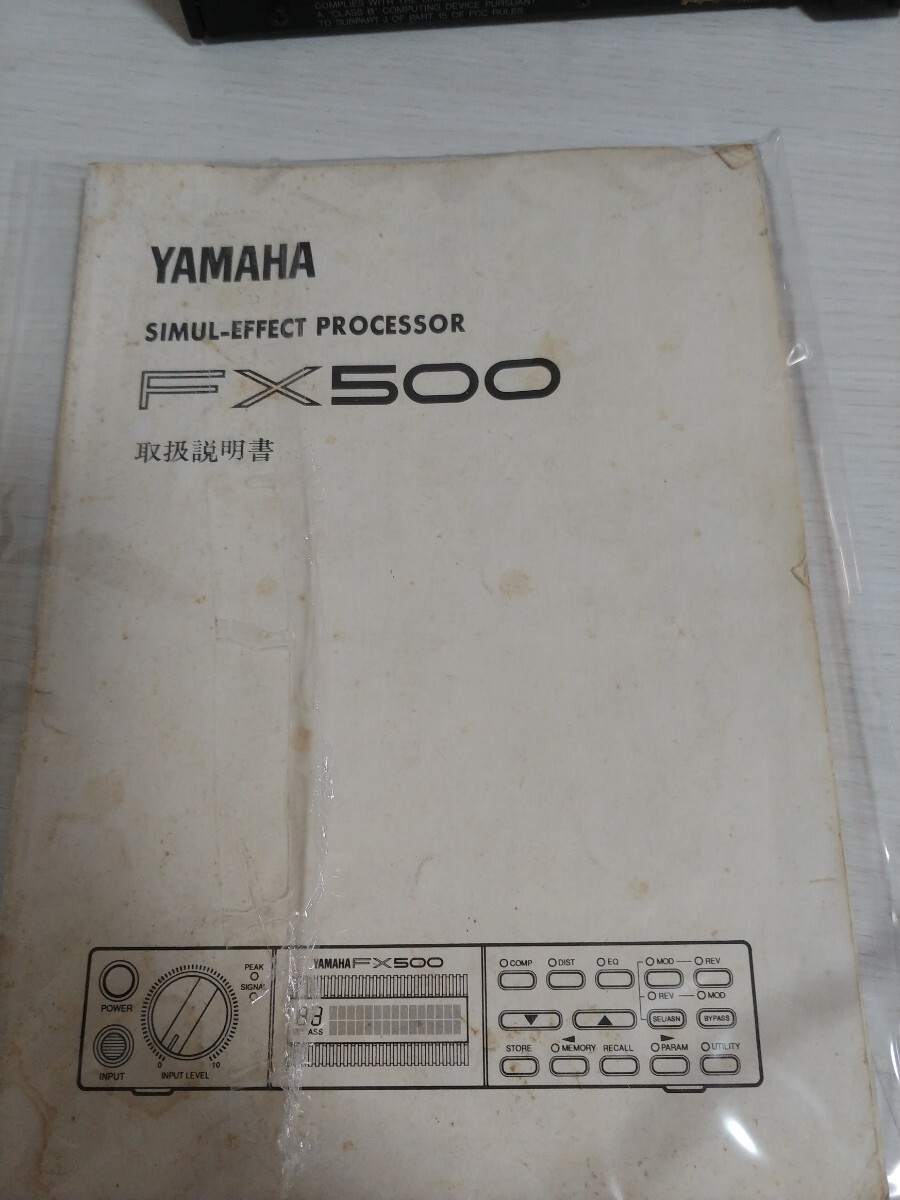 COMPLIES WITH THE
A "CLASS B" COMPUTING DEVICE PURSUANT
TO SUBPART J OF PART 15 OF FCC RULES
YAMAHA
SIMUL-EFFECT PROCESSOR
FX500
取扱説明書
POWER
INPUT
0
10
INPUT LEVEL
PEAK
SIGNAL
YAMAHA FX500
83
ASS
COMP
DIST
EQ
MOD
REV
REV
MOD
▼
▲
SEL/ASN
BYPASS
STORE
◀
MEMORY
RECALL
▶
PARAM
UTILITY